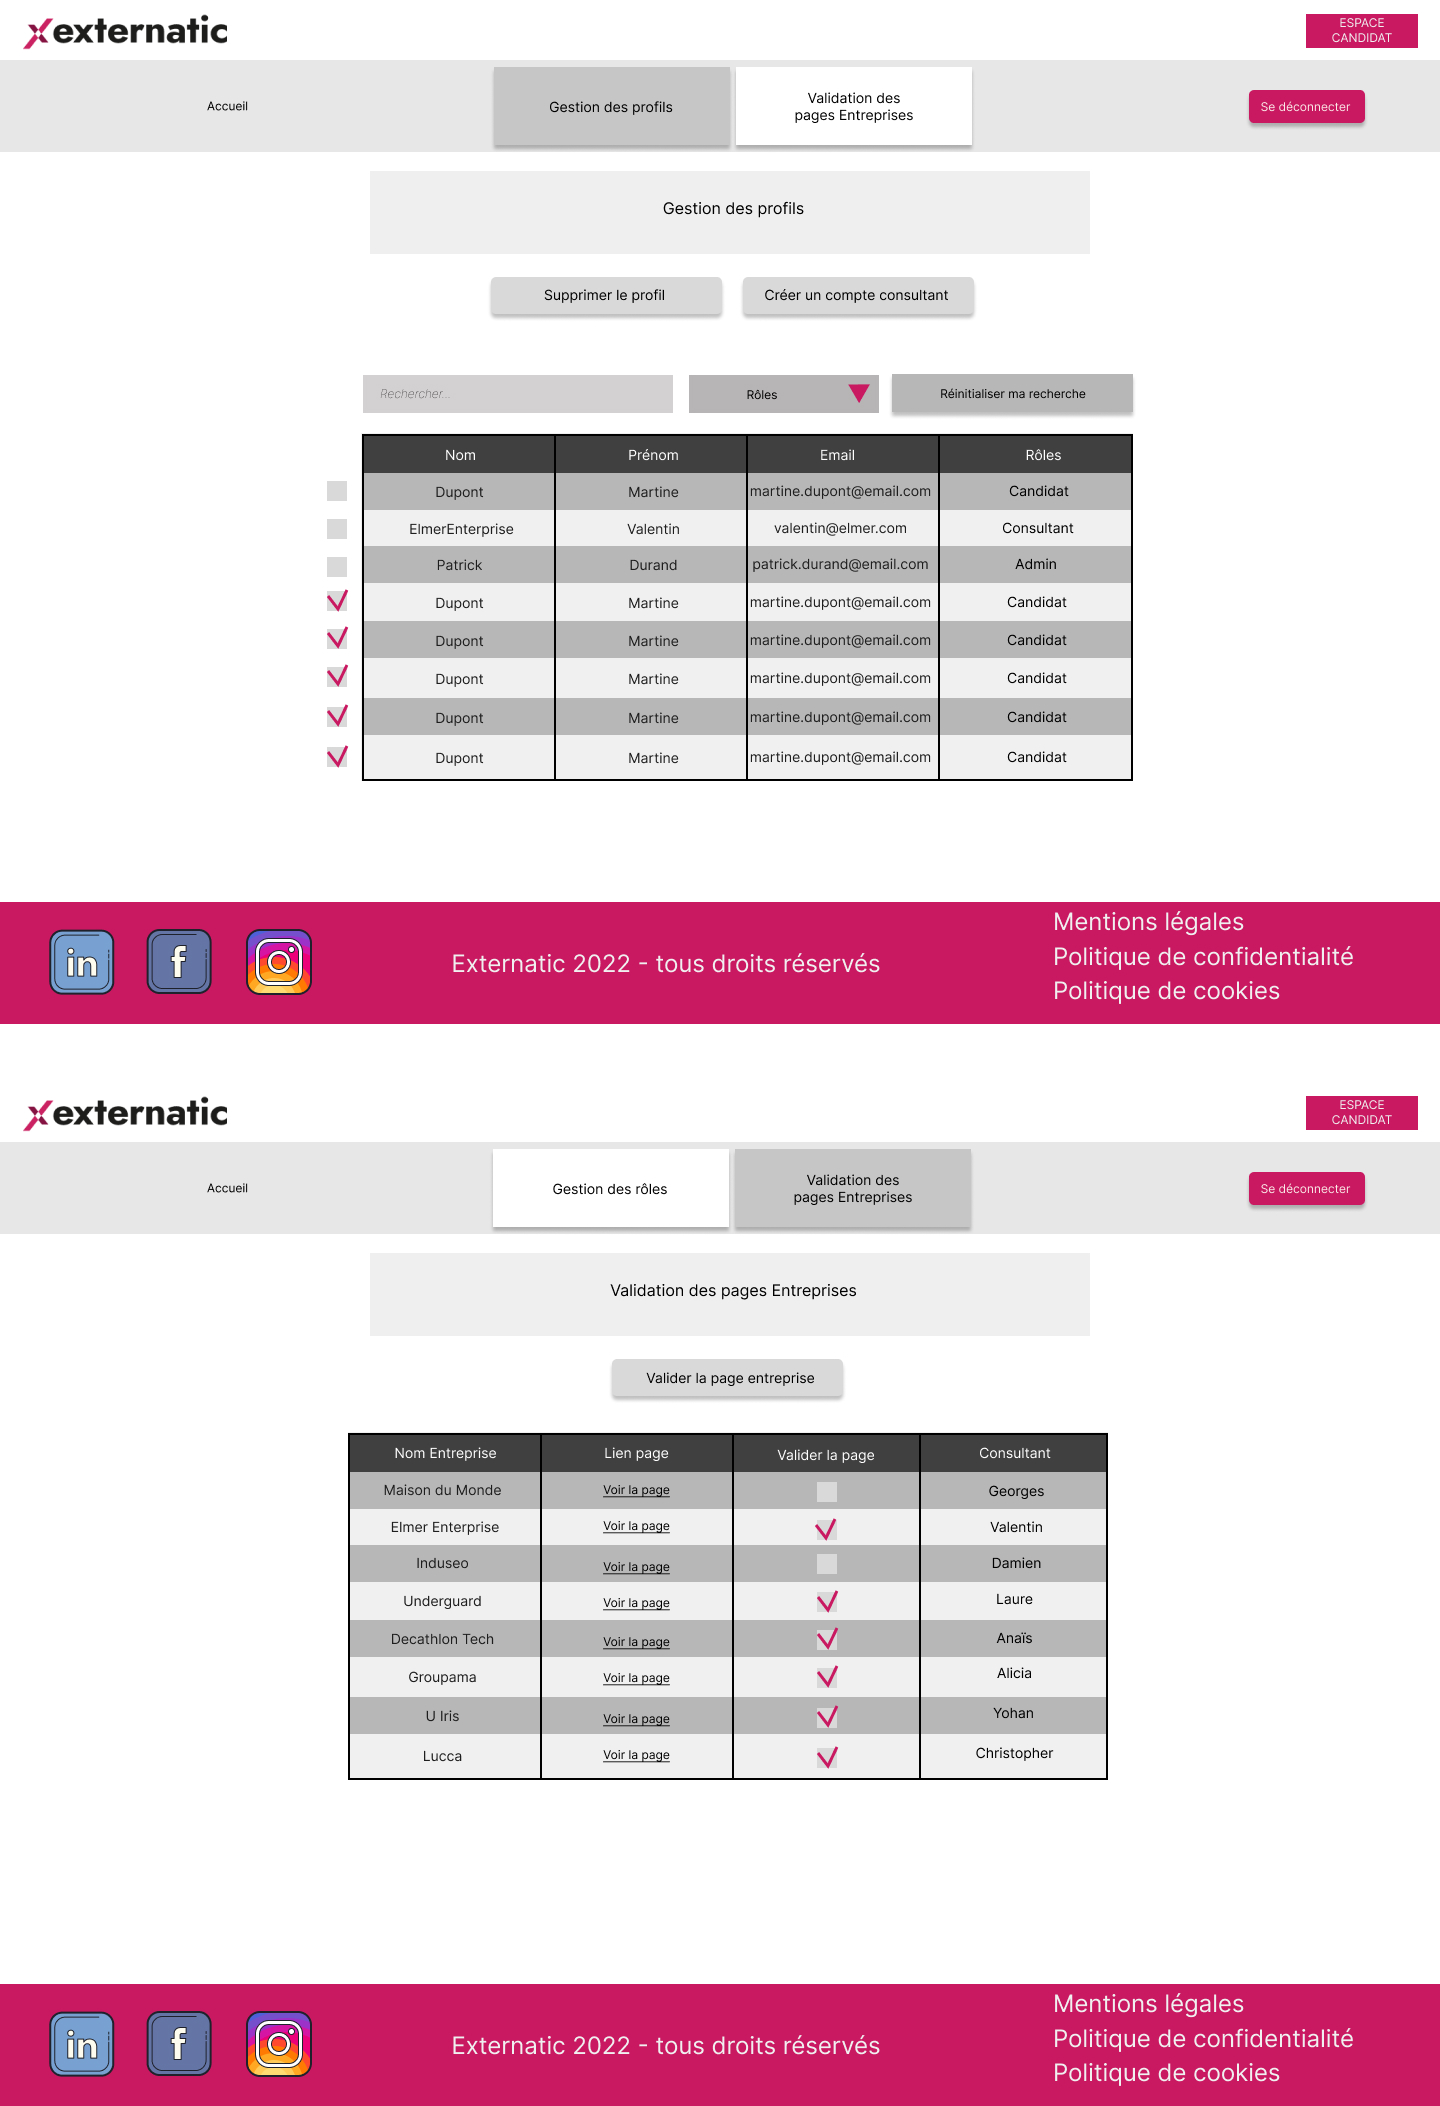 externatic
ESPACE
CANDIDAT
Accueil
Gestion des profils
Validation des
pages Entreprises
Se déconnecter
Gestion des profils
Supprimer le profil
Créer un compte consultant
Rechercher...
Rôles
Réinitialiser ma recherche
Nom Prénom Email Rôles
Dupont Martine martine.dupont@email.com Candidat
ElmerEnterprise Valentin valentin@elmer.com Consultant
Patrick Durand patrick.durand@email.com Admin
Dupont Martine martine.dupont@email.com Candidat
Dupont Martine martine.dupont@email.com Candidat
Dupont Martine martine.dupont@email.com Candidat
Dupont Martine martine.dupont@email.com Candidat
Dupont Martine martine.dupont@email.com Candidat
in
f
Externatic 2022 - tous droits réservés
Mentions légales
Politique de confidentialité
Politique de cookies
externatic
ESPACE
CANDIDAT
Accueil
Gestion des rôles
Validation des
pages Entreprises
Se déconnecter
Validation des pages Entreprises
Valider la page entreprise
Nom Entreprise Lien page Valider la page Consultant
Maison du Monde Voir la page Georges
Elmer Enterprise Voir la page Valentin
Induseo Voir la page Damien
Underguard Voir la page Laure
Decathlon Tech Voir la page Anaïs
Groupama Voir la page Alicia
U Iris Voir la page Yohan
Lucca Voir la page Christopher
in
f
Externatic 2022 - tous droits réservés
Mentions légales
Politique de confidentialité
Politique de cookies